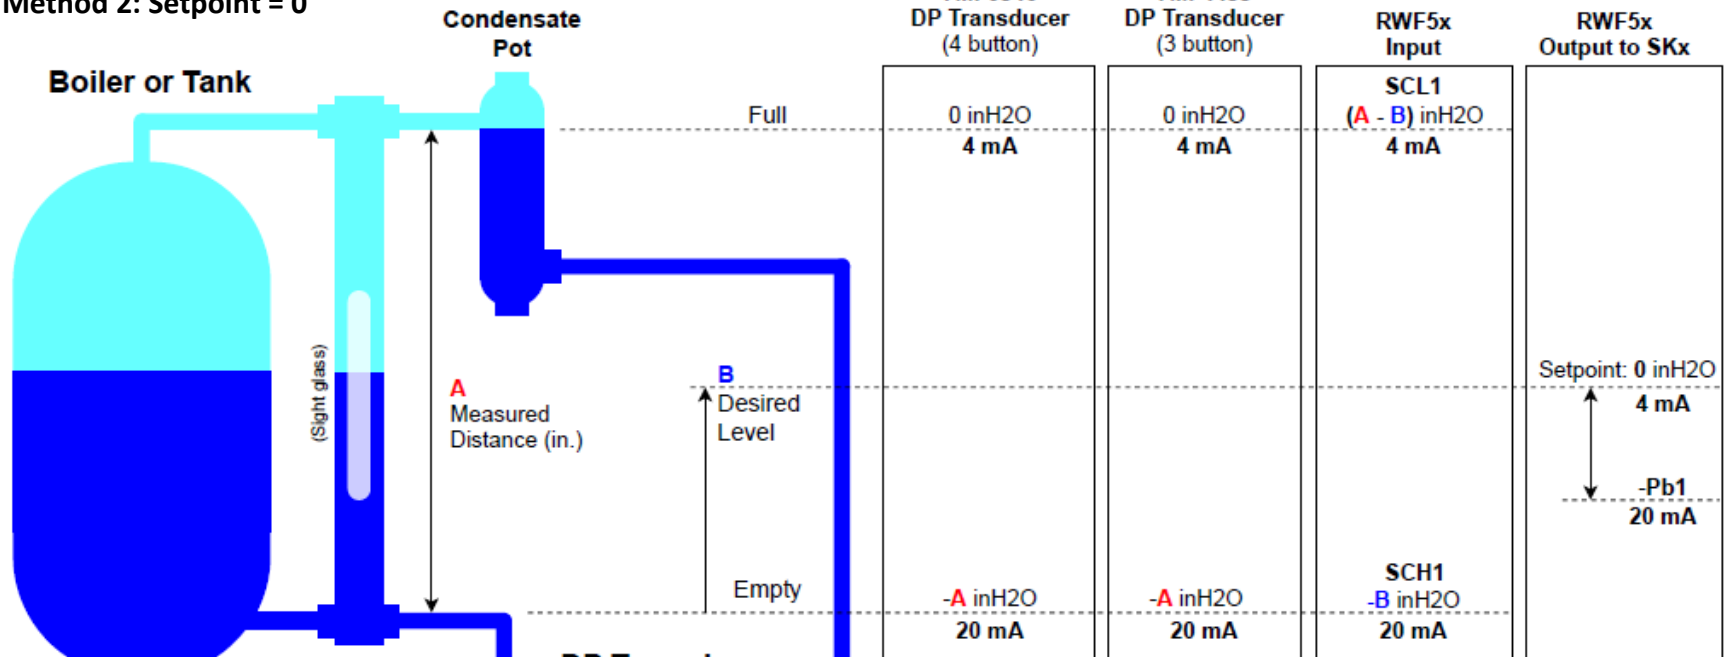 Method 2: Setpoint = 0
Condensate
Pot
DP Transducer
(4 button)
DP Transducer
(3 button)
RWF5x
Input
RWF5x
Output to SKx
Boiler or Tank
SCL1
Full
0 inH2O
0 inH2O
(A - B) inH2O
4 mA
4 mA
4 mA
(Sight glass)
A
Measured
Distance (in.)
B
Desired
Level
Setpoint: 0 inH2O
4 mA
-Pb1
20 mA
SCH1
Empty
-A inH2O
-A inH2O
-B inH2O
20 mA
20 mA
20 mA